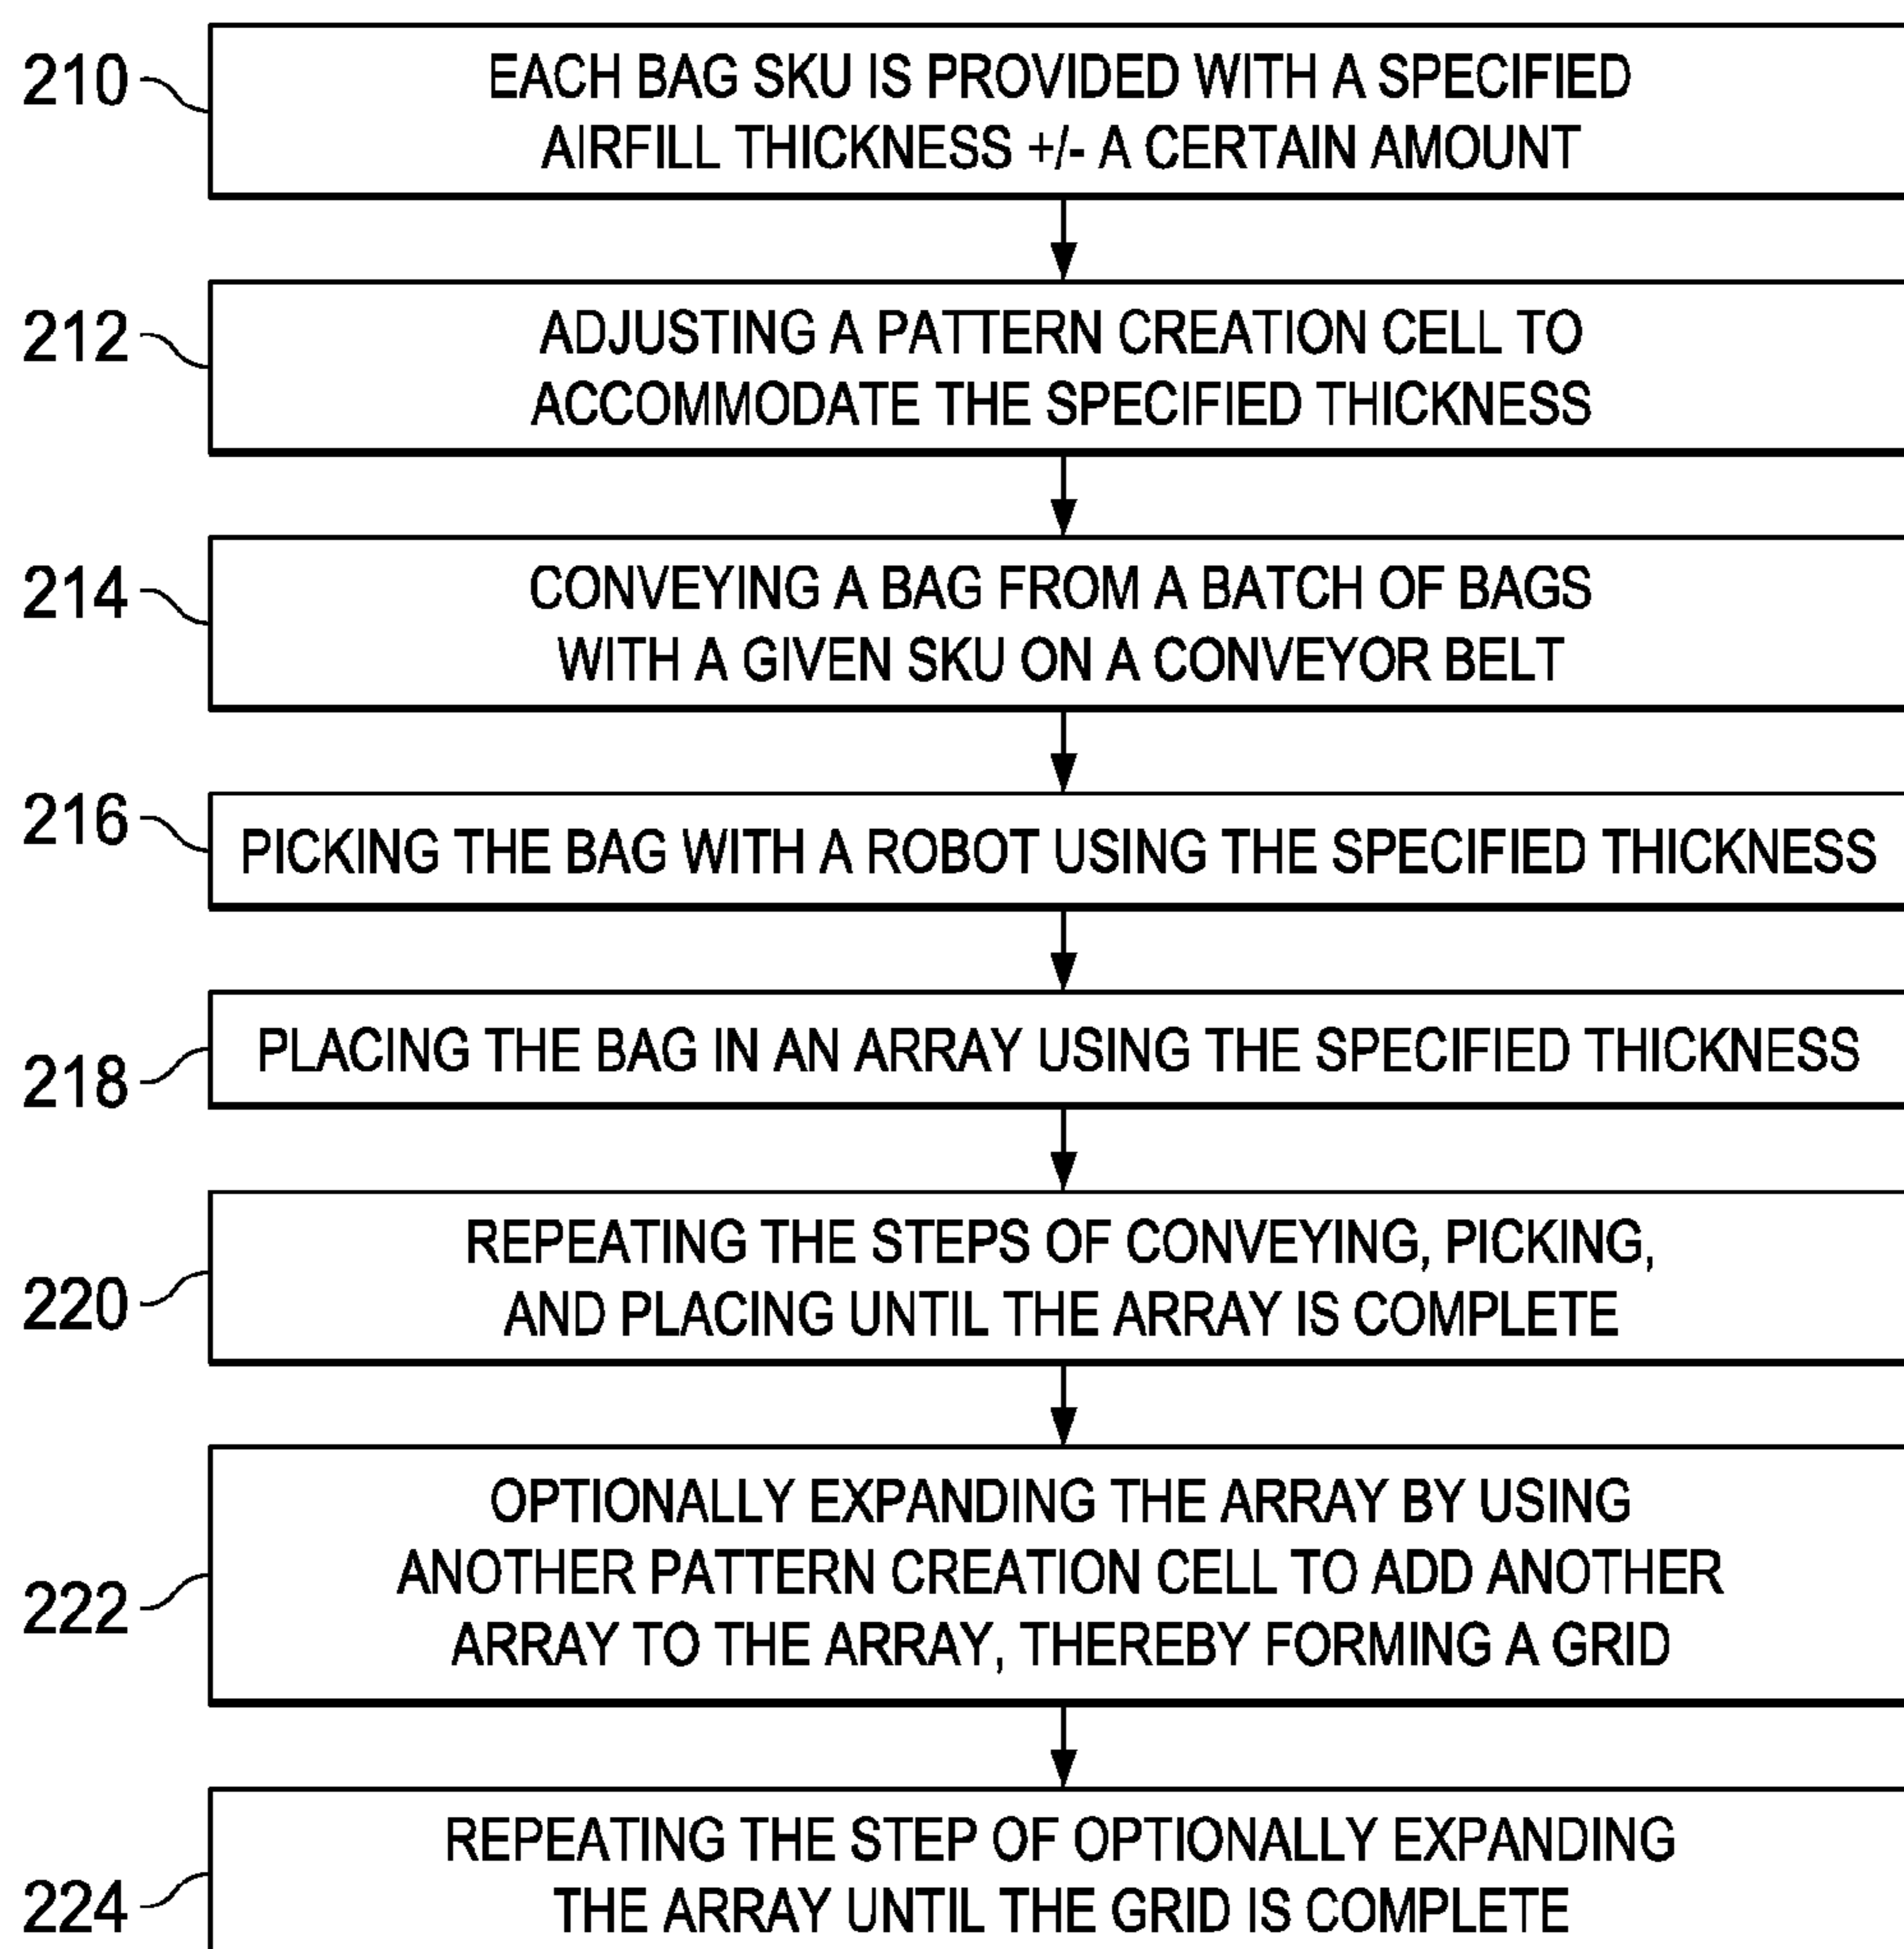 210
EACH BAG SKU IS PROVIDED WITH A SPECIFIED
AIRFILL THICKNESS +/- A CERTAIN AMOUNT
212
ADJUSTING A PATTERN CREATION CELL TO
ACCOMMODATE THE SPECIFIED THICKNESS
214
CONVEYING A BAG FROM A BATCH OF BAGS
WITH A GIVEN SKU ON A CONVEYOR BELT
216
PICKING THE BAG WITH A ROBOT USING THE SPECIFIED THICKNESS
218
PLACING THE BAG IN AN ARRAY USING THE SPECIFIED THICKNESS
220
REPEATING THE STEPS OF CONVEYING, PICKING,
AND PLACING UNTIL THE ARRAY IS COMPLETE
222
OPTIONALLY EXPANDING THE ARRAY BY USING
ANOTHER PATTERN CREATION CELL TO ADD ANOTHER
ARRAY TO THE ARRAY, THEREBY FORMING A GRID
224
REPEATING THE STEP OF OPTIONALLY EXPANDING
THE ARRAY UNTIL THE GRID IS COMPLETE